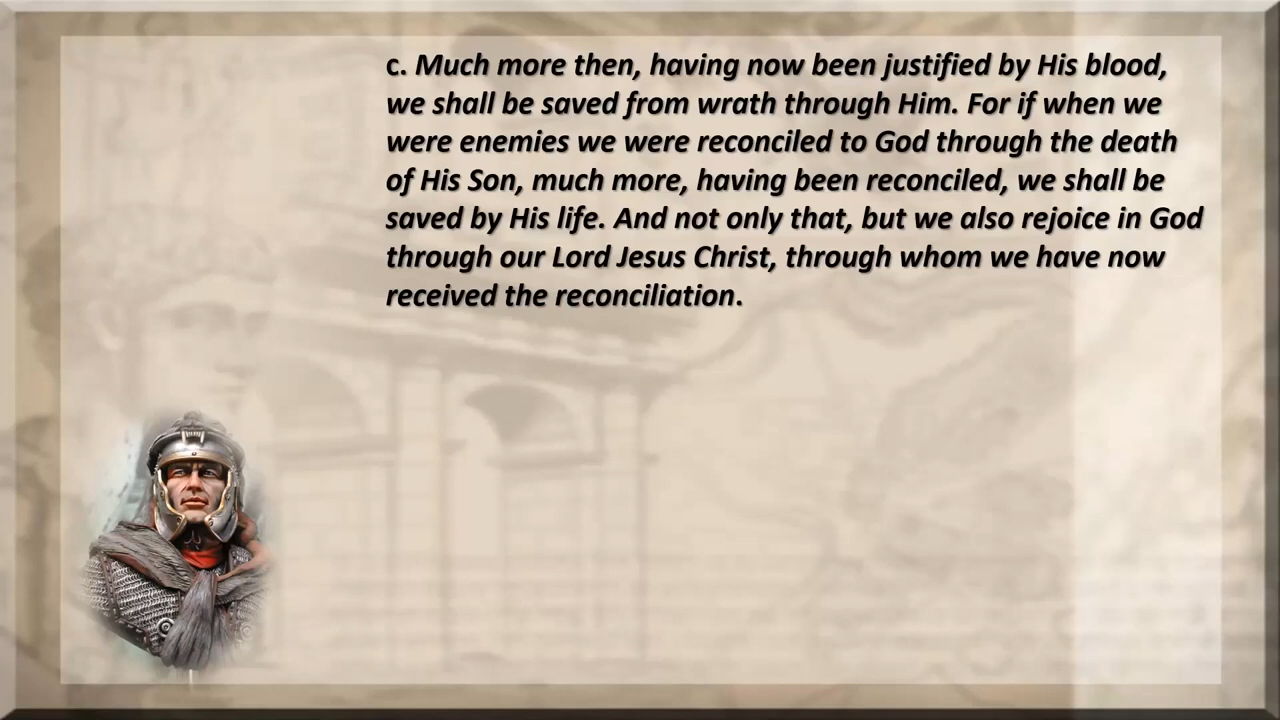 c. Much more then, having now been justified by His blood,
we shall be saved from wrath through Him. For if when we
were enemies we were reconciled to God through the death
of His Son, much more, having been reconciled, we shall be
saved by His life. And not only that, but we also rejoice in God
through our Lord Jesus Christ, through whom we have now
received the reconciliation.